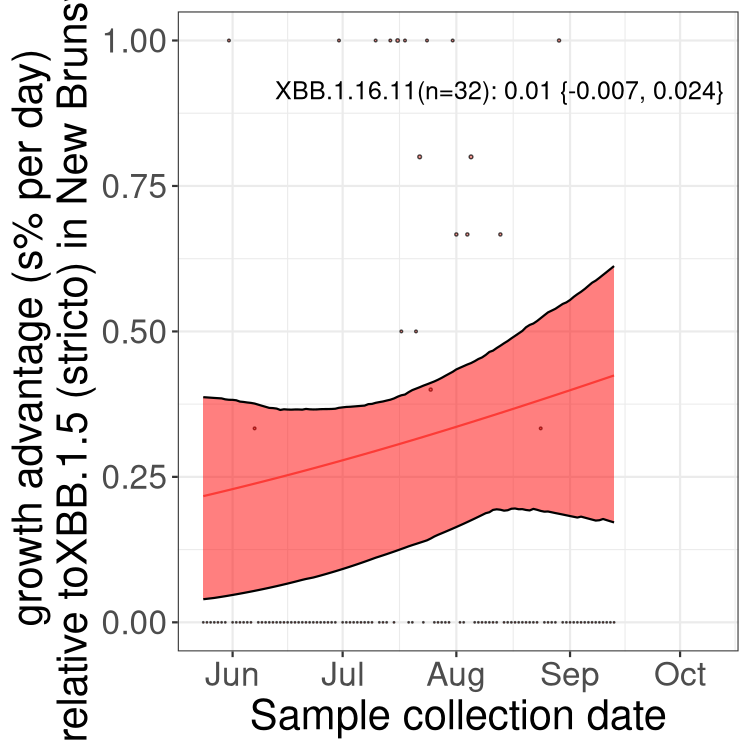 growth advantage (s% per day)
relative toXBB.1.5 (stricto) in New
1.00
0.75
0.50
0.25
0.00
XBB.1.16.11(n=32): 0.01 {-0.007, 0.024}
Jun Jul Aug Sep Oct
Sample collection date